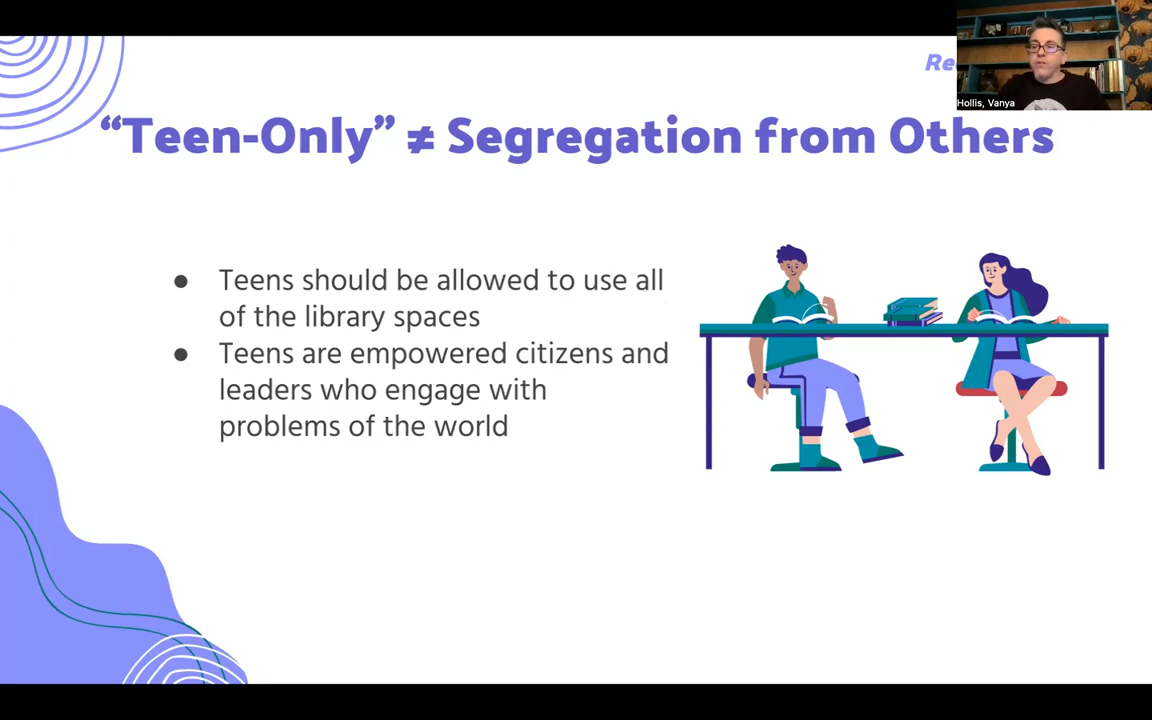 Hollis, Vanya
“Teen-Only” ≠ Segregation from Others
● Teens should be allowed to use all
of the library spaces
● Teens are empowered citizens and
leaders who engage with
problems of the world